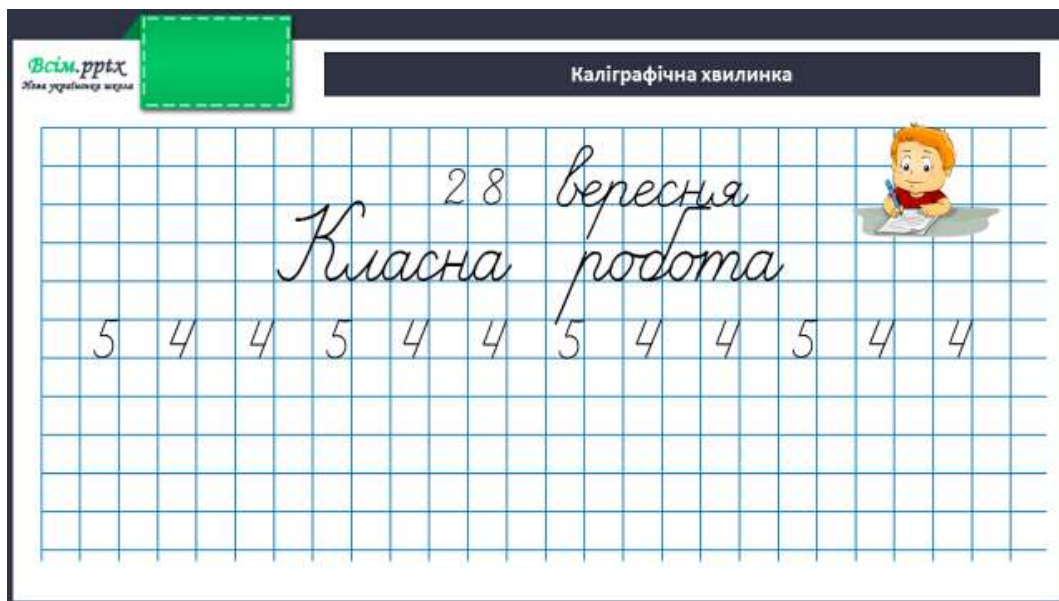 Всім.pptx
Нова українська школа
Каліграфічна хвилинка
28 вересня
Класна робота
5 4 4 5 4 4 5 4 4 5 4 4